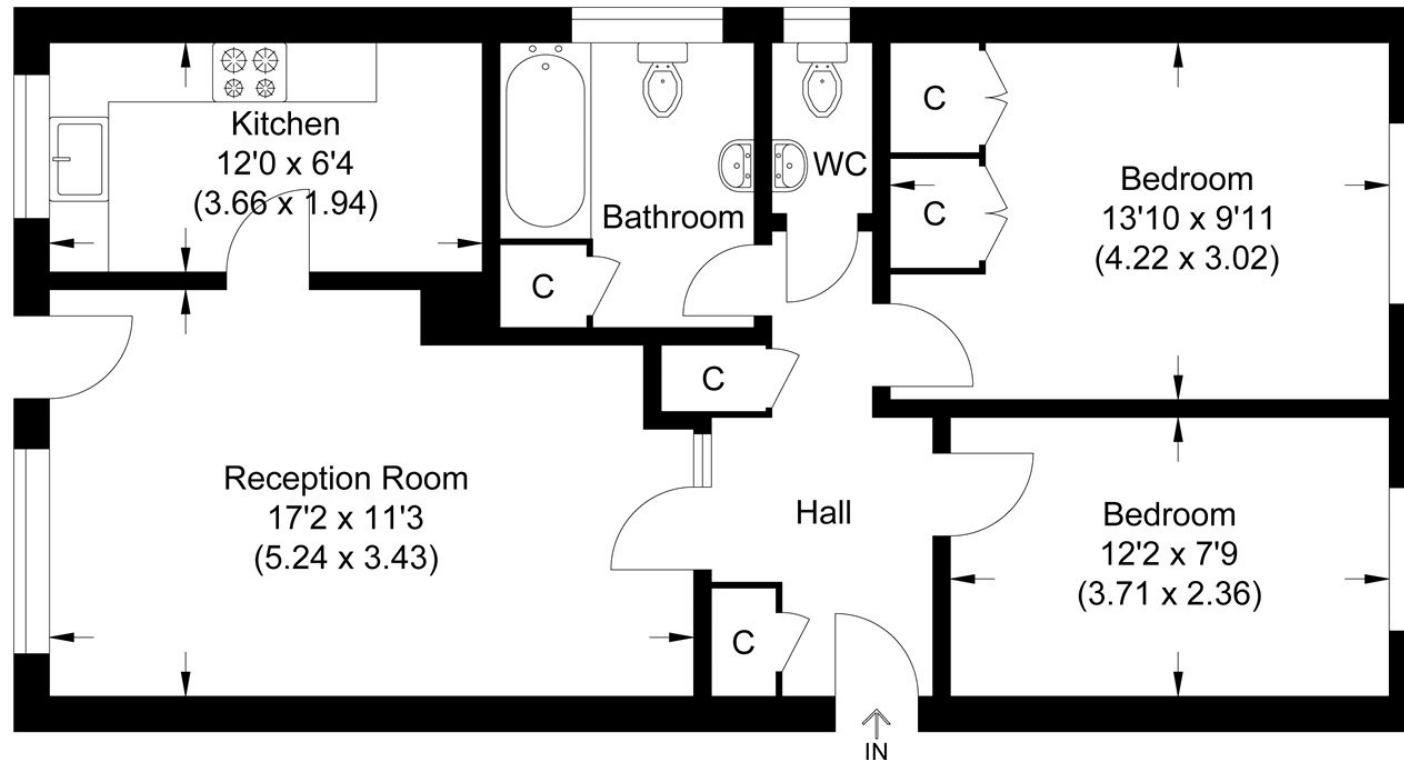 Kitchen
12'0 x 6'4
(3.66 x 1.94)
Bathroom
C
WC
C
C
Bedroom
13'10 x 9'11
(4.22 x 3.02)
C
Reception Room
17'2 x 11'3
(5.24 x 3.43)
Hall
Bedroom
12'2 x 7'9
(3.71 x 2.36)
C
IN